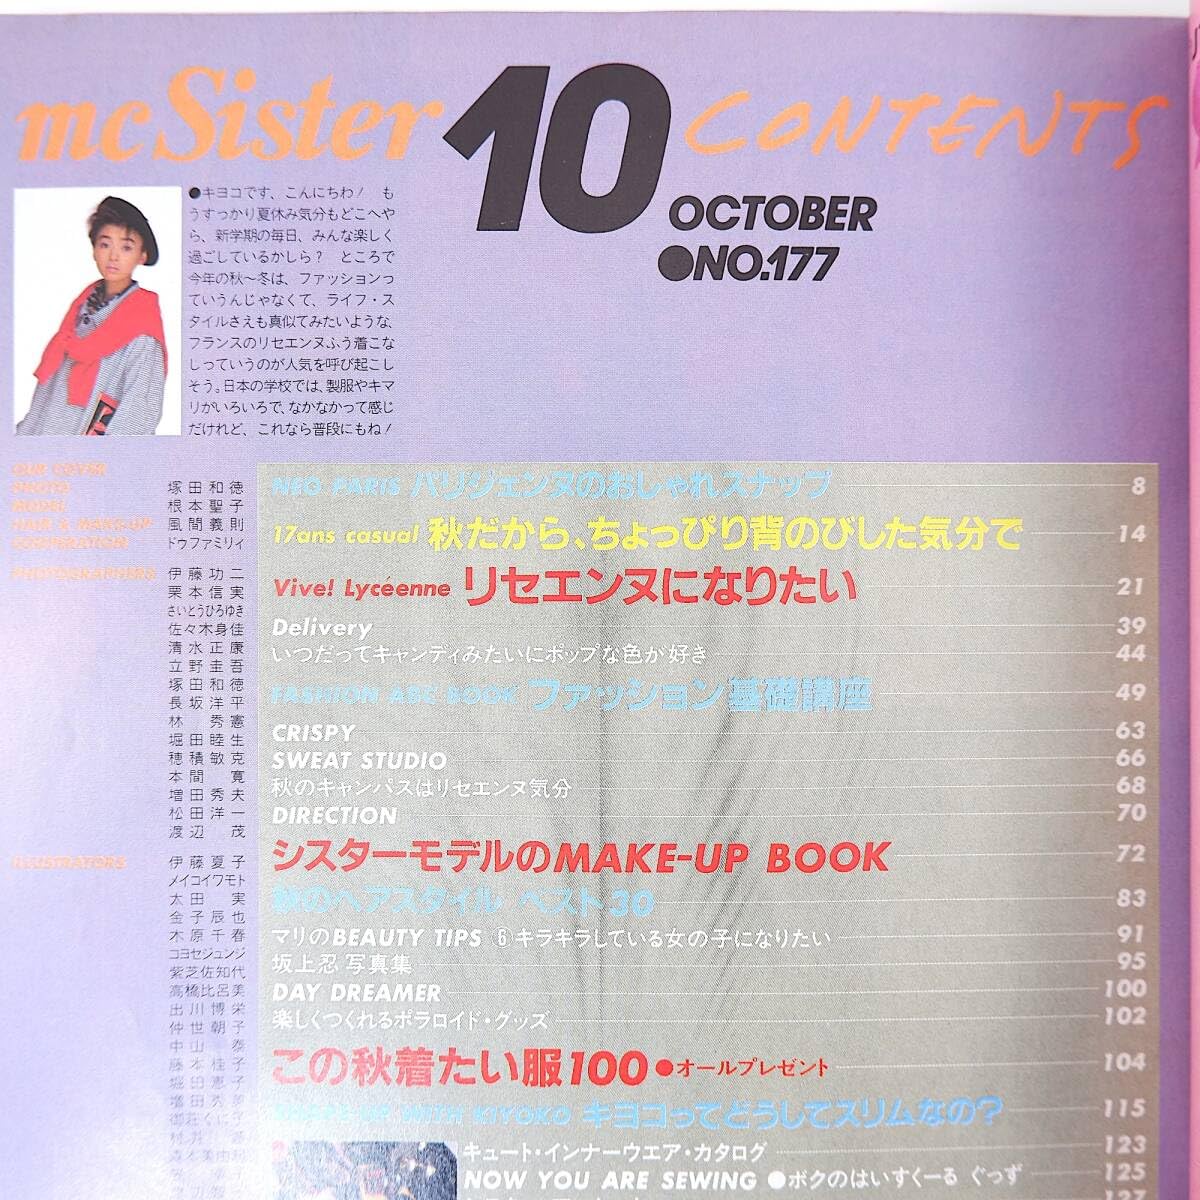 mcSister 10 CONTENTS
OCTOBER
●NO.177
●キヨコです、こんにちわ! も
うすっかり夏休み気分もどこへや
ら、新学期の毎日、みんな楽しく
過ごしているかしら? ところで
今年の秋〜冬は、ファッションっ
ていうんじゃなくて、ライフ・ス
タイルさえも真似てみたいような、
フランスのリセエンヌふう着こな
しっていうのが人気を呼び起こし
そう。日本の学校では、製服やキマ
リがいろいろで、なかなかって感じ
だけれど、これなら普段にもね!
OUR COVER
PHOTO 塚田和徳
MODEL 根本聖子
HAIR & MAKE-UP 風間義則
COOPERATION ドゥファミリィ
PHOTOGRAPHERS 伊藤功二
栗本信実
さいとうひろゆき
佐々木身佳
清水正康
立野圭吾
塚田和徳
長坂洋平
林 秀憲
堀田睦生
穂積敏克
本間 寛
増田秀夫
松田洋一
渡辺 茂
ILLUSTRATORS 伊藤夏子
メイコイワモト
太田 実
金子辰也
木原千春
コヨセジュンジ
紫芝佐知代
高橋比呂美
出川博栄
仲世朝子
中山 泰
藤本桂子
堀田恵子
御荘くに子
NEO PARIS パリジェンヌのおしゃれスナップ 8
17ans casual 秋だから、ちょっぴり背のびした気分で 14
Vive! Lycéenne リセエンヌになりたい 21
Delivery 39
いつだってキャンディみたいにポップな色が好き 44
FASHION ABC BOOK ファッション基礎講座 49
CRISPY 63
SWEAT STUDIO 66
秋のキャンパスはリセエンヌ気分 68
DIRECTION 70
シスターモデルのMAKE-UP BOOK 72
秋のヘアスタイル ベスト30 83
マリのBEAUTY TIPS ⑥キラキラしている女の子になりたい 91
坂上忍 写真集 95
DAY DREAMER 100
楽しくつくれるポラロイド・グッズ 102
この秋着たい服100●オールプレゼント 104
SHAPE UP WITH KIYOKO キヨコってどうしてスリムなの? 115
キュート・インナーウエア・カタログ 123
NOW YOU ARE SEWING ●ボクのはいすくーる ぐっず 125